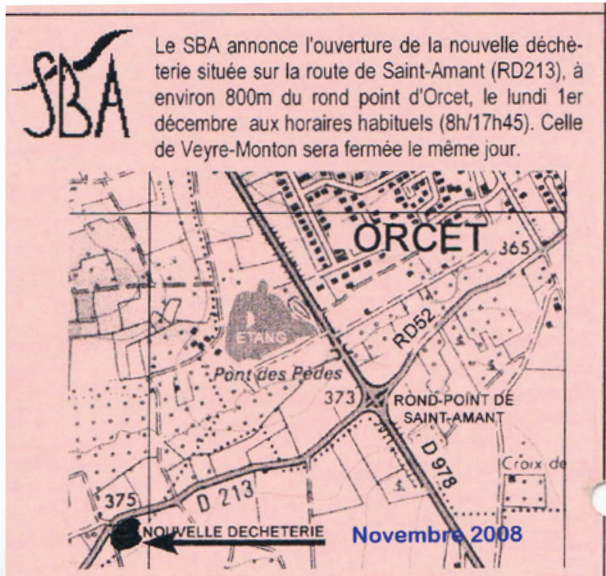 SBA
Le SBA annonce l'ouverture de la nouvelle déchè-
terie située sur la route de Saint-Amant (RD213), à
environ 800m du rond point d'Orcet, le lundi 1er
décembre aux horaires habituels (8h/17h45). Celle
de Veyre-Monton sera fermée le même jour.
ORCET
365
ETANG
RD52
Pont des Pèdes
373
ROND-POINT DE
SAINT-AMANT
D 978
Croix de
375
D 213
NOUVELLE DECHETERIE
Novembre 2008